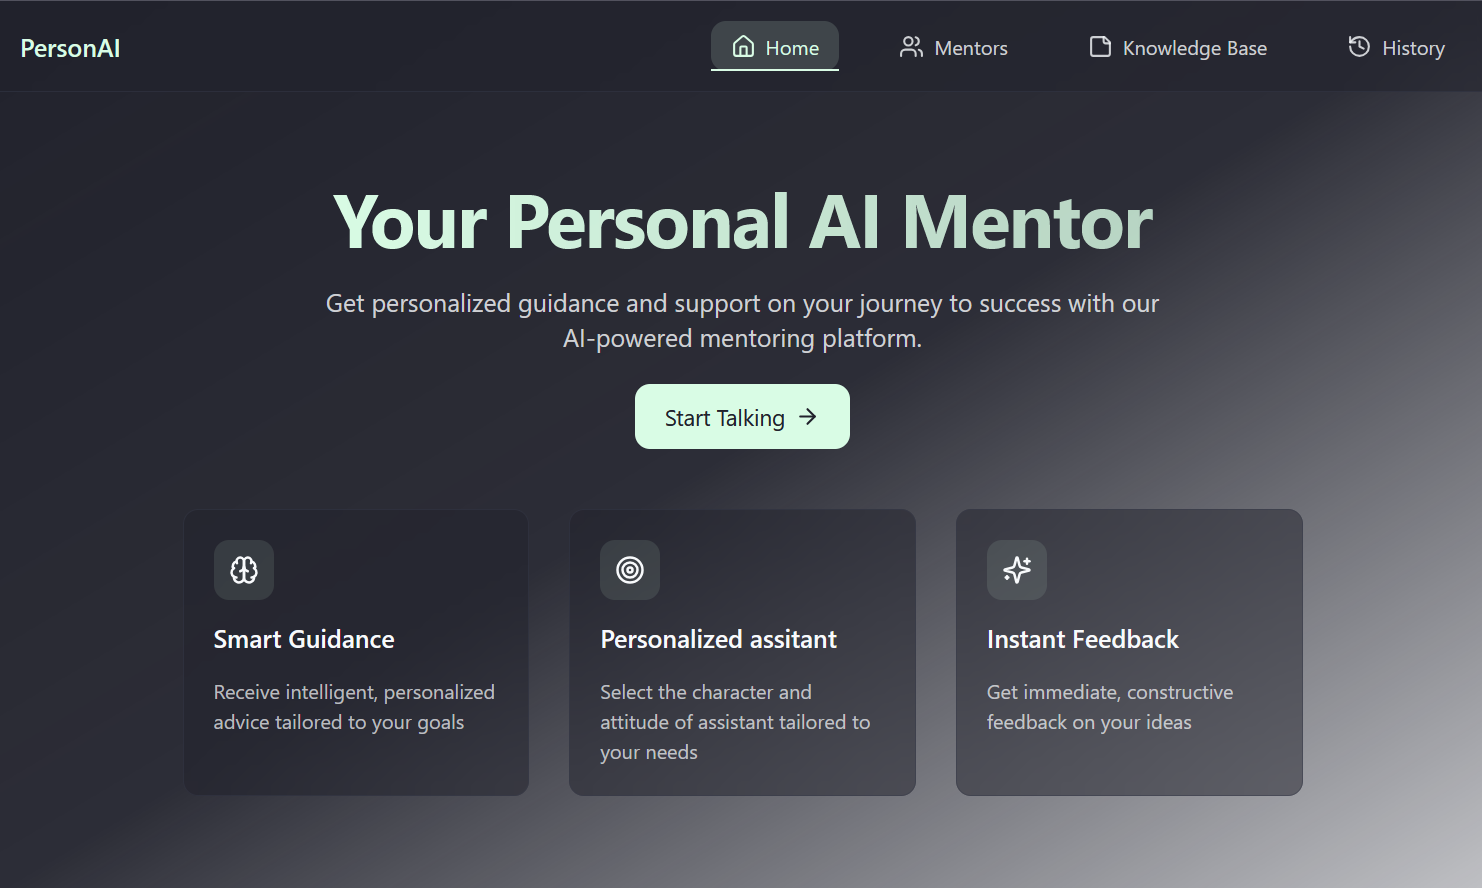 PersonAI
Home
Mentors
Knowledge Base
History
Your Personal AI Mentor
Get personalized guidance and support on your journey to success with our
AI-powered mentoring platform.
Start Talking
Smart Guidance
Receive intelligent, personalized
advice tailored to your goals
Personalized assitant
Select the character and
attitude of assistant tailored to
your needs
Instant Feedback
Get immediate, constructive
feedback on your ideas